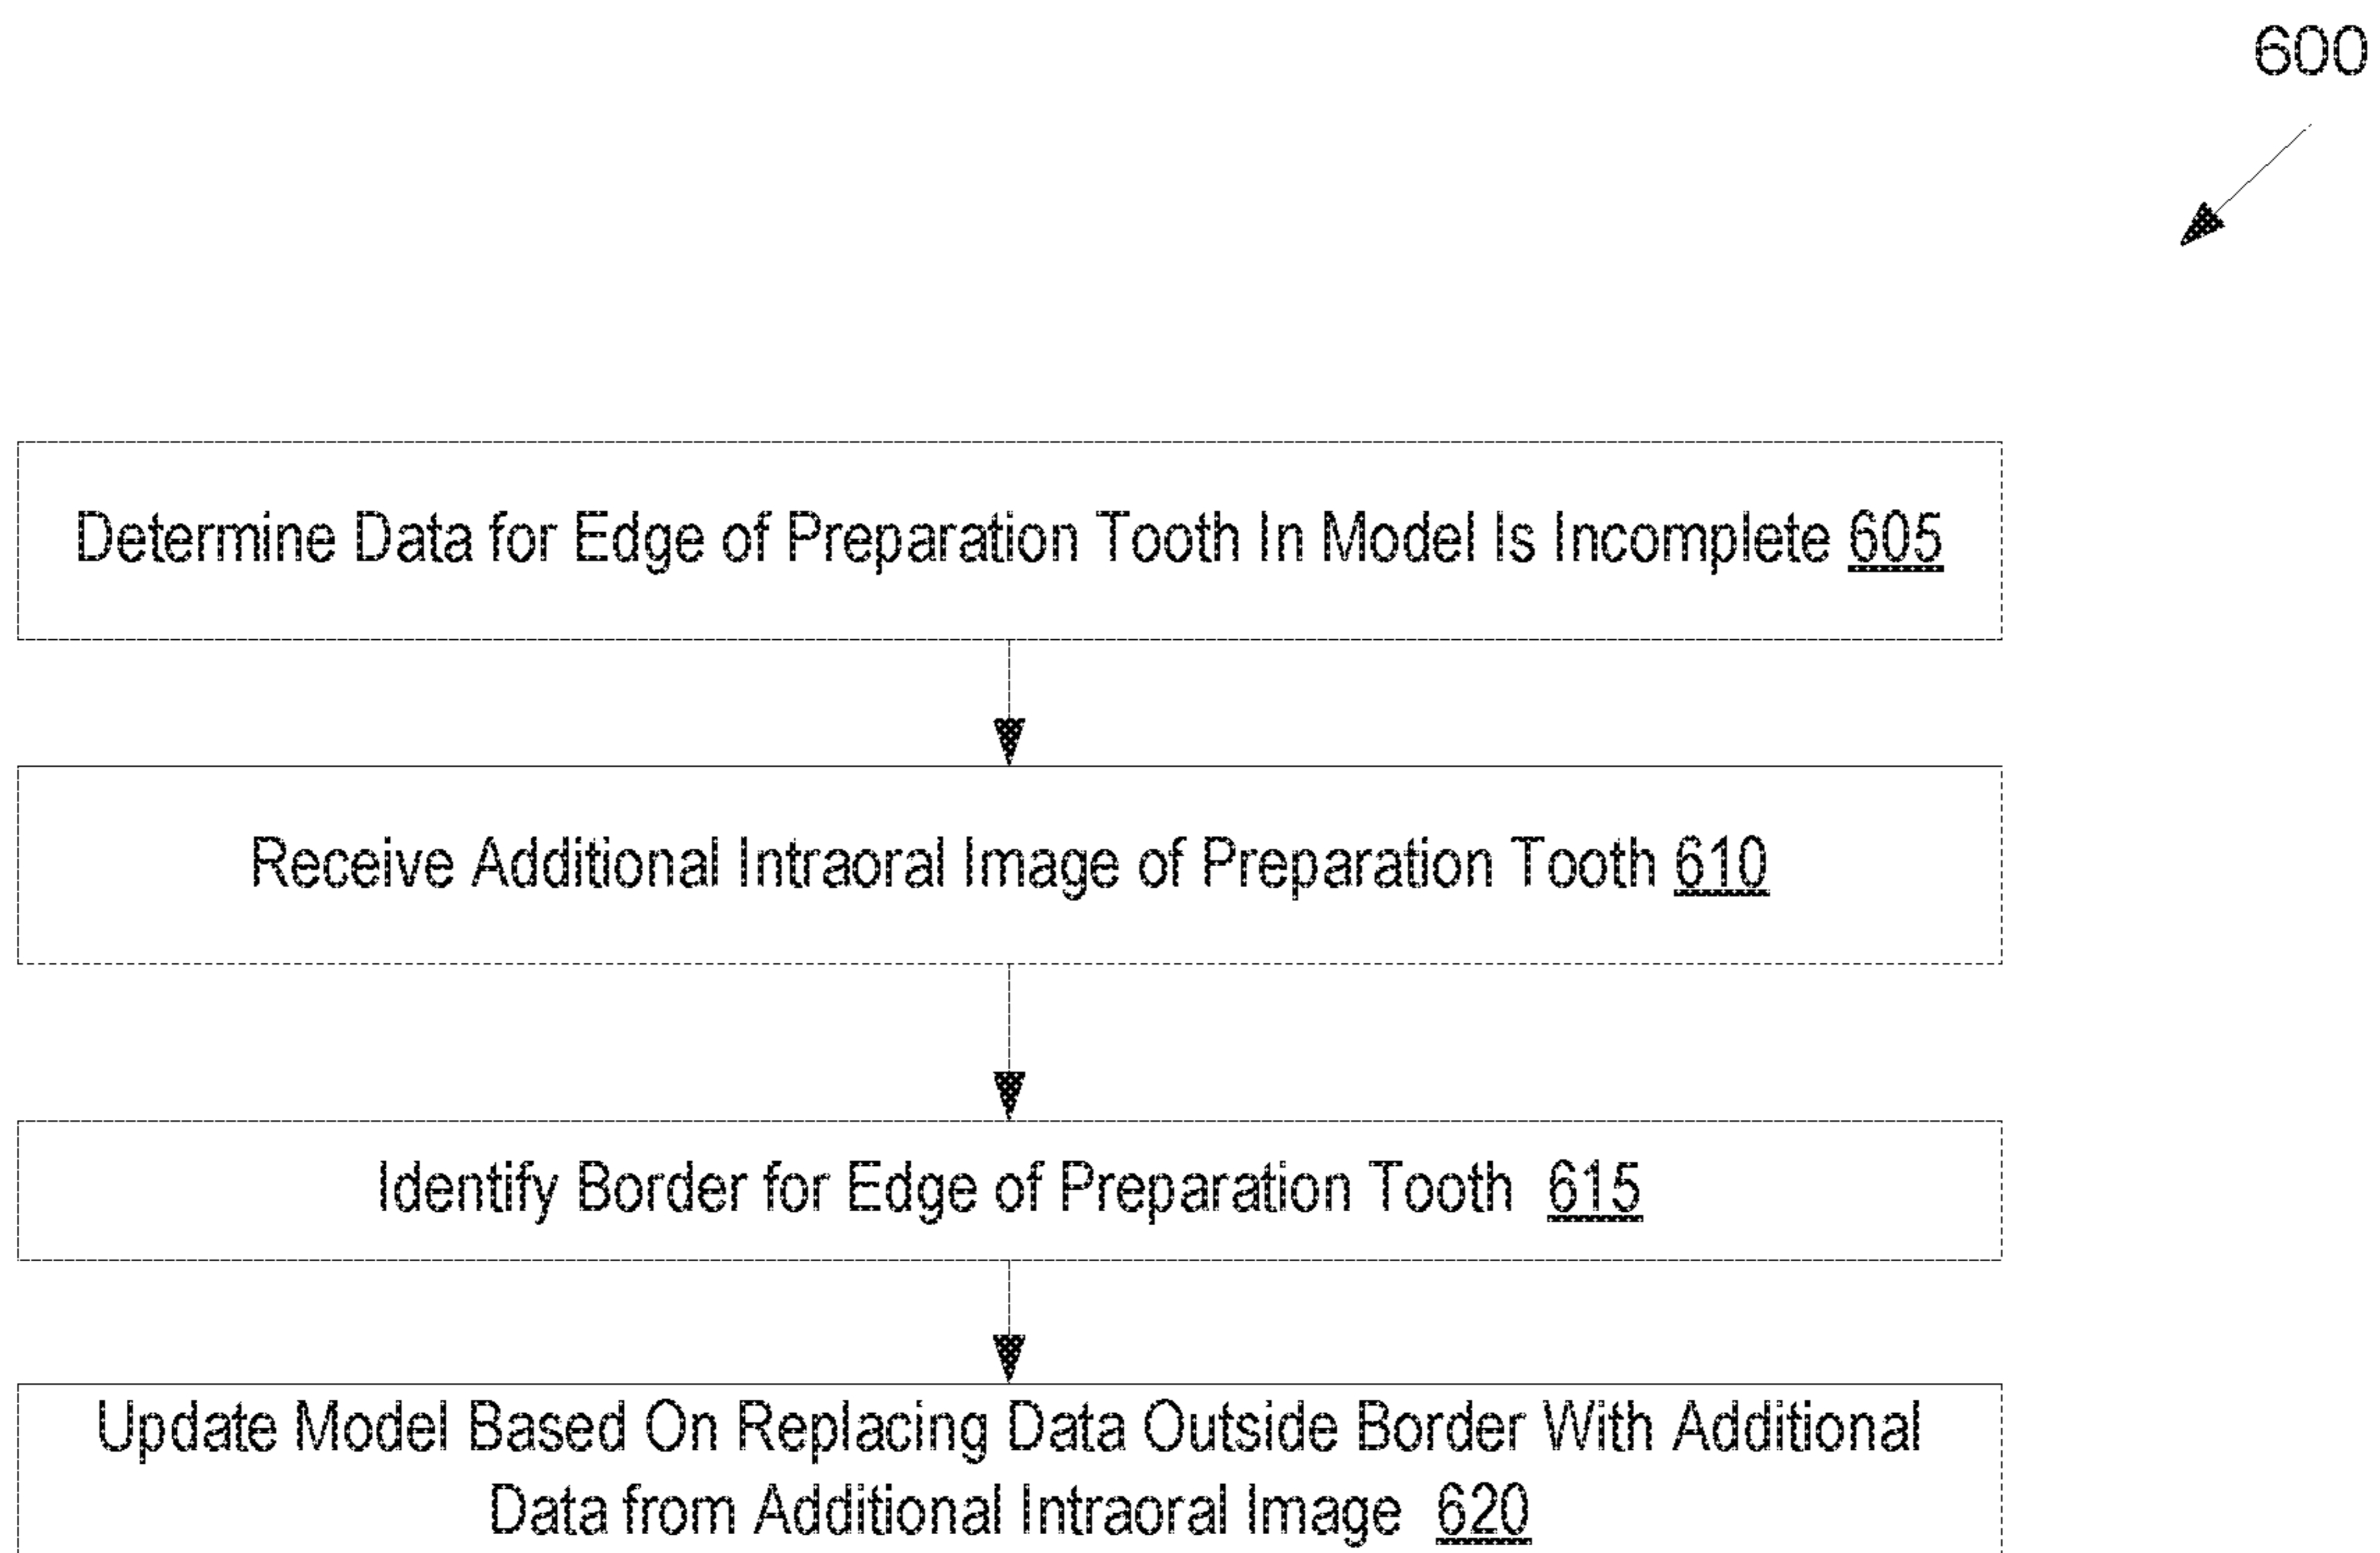 600
Determine Data for Edge of Preparation Tooth In Model Is Incomplete 605
Receive Additional Intraoral Image of Preparation Tooth 610
Identify Border for Edge of Preparation Tooth 615
Update Model Based On Replacing Data Outside Border With Additional
Data from Additional Intraoral Image 620